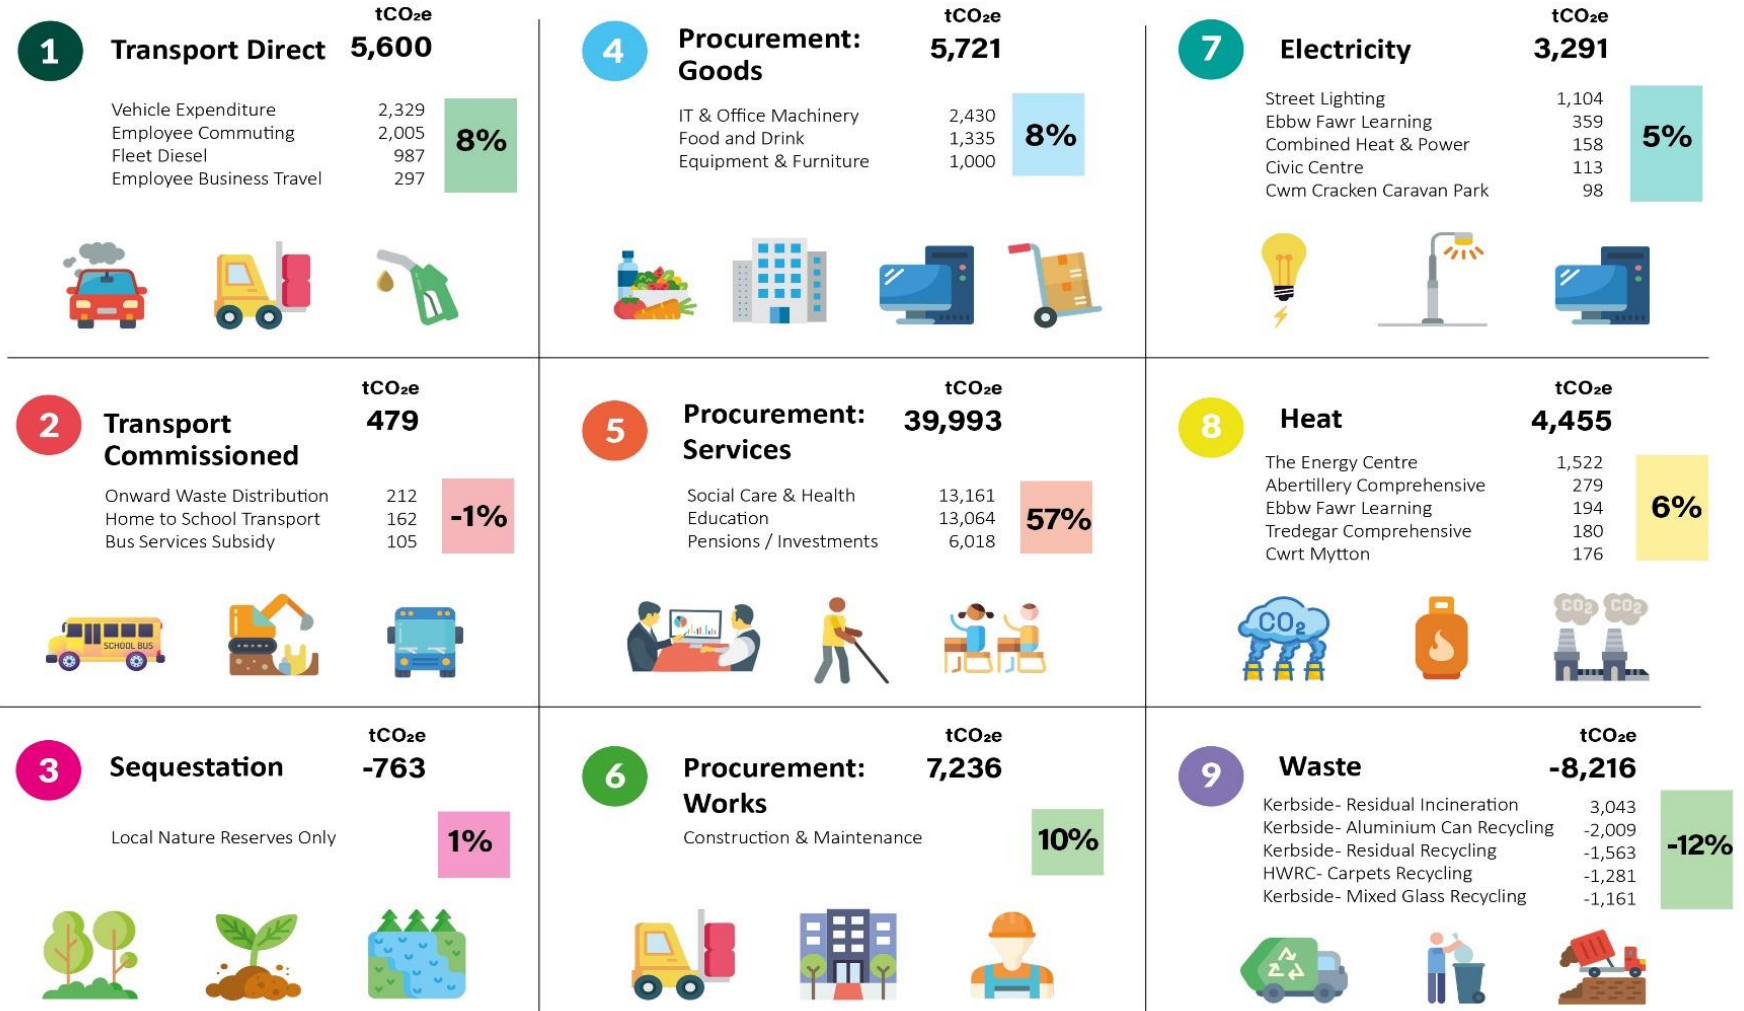 1
Transport Direct
tCO₂e
5,600
Vehicle Expenditure 2,329
Employee Commuting 2,005
Fleet Diesel 987
Employee Business Travel 297
8%
4
Procurement:
Goods
tCO₂e
5,721
IT & Office Machinery 2,430
Food and Drink 1,335
Equipment & Furniture 1,000
8%
7
Electricity
tCO₂e
3,291
Street Lighting 1,104
Ebbw Fawr Learning 359
Combined Heat & Power 158
Civic Centre 113
Cwm Cracken Caravan Park 98
5%
2
Transport
Commissioned
tCO₂e
479
Onward Waste Distribution 212
Home to School Transport 162
Bus Services Subsidy 105
-1%
SCHOOL BUS
5
Procurement:
Services
tCO₂e
39,993
Social Care & Health 13,161
Education 13,064
Pensions / Investments 6,018
57%
8
Heat
tCO₂e
4,455
The Energy Centre 1,522
Abertillery Comprehensive 279
Ebbw Fawr Learning 194
Tredegar Comprehensive 180
Cwrt Mytton 176
6%
CO₂
CO₂ CO₂
3
Sequestation
tCO₂e
-763
Local Nature Reserves Only
1%
6
Procurement:
Works
tCO₂e
7,236
Construction & Maintenance
10%
9
Waste
tCO₂e
-8,216
Kerbside- Residual Incineration 3,043
Kerbside- Aluminium Can Recycling -2,009
Kerbside- Residual Recycling -1,563
HWRC- Carpets Recycling -1,281
Kerbside- Mixed Glass Recycling -1,161
-12%